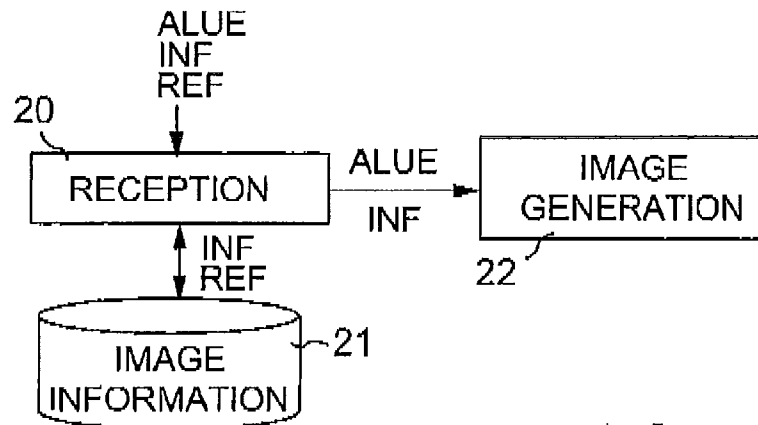 ALUE
INF
REF
20
RECEPTION
ALUE
INF
IMAGE
GENERATION
22
INF
REF
21
IMAGE
INFORMATION